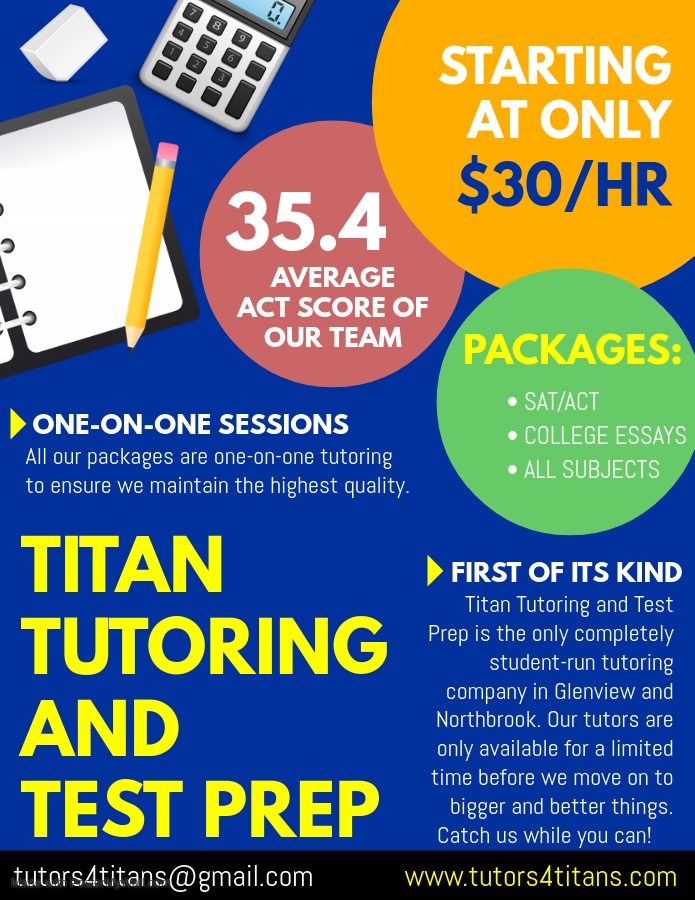 STARTING
AT ONLY
$30/HR
35.4
AVERAGE
ACT SCORE OF
OUR TEAM
PACKAGES:
• SAT/ACT
• COLLEGE ESSAYS
• ALL SUBJECTS
ONE-ON-ONE SESSIONS
All our packages are one-on-one tutoring
to ensure we maintain the highest quality.
TITAN
TUTORING
AND
TEST PREP
FIRST OF ITS KIND
Titan Tutoring and Test
Prep is the only completely
student-run tutoring
company in Glenview and
Northbrook. Our tutors are
only available for a limited
time before we move on to
bigger and better things.
Catch us while you can!
tutors4titans@gmail.com
www.tutors4titans.com